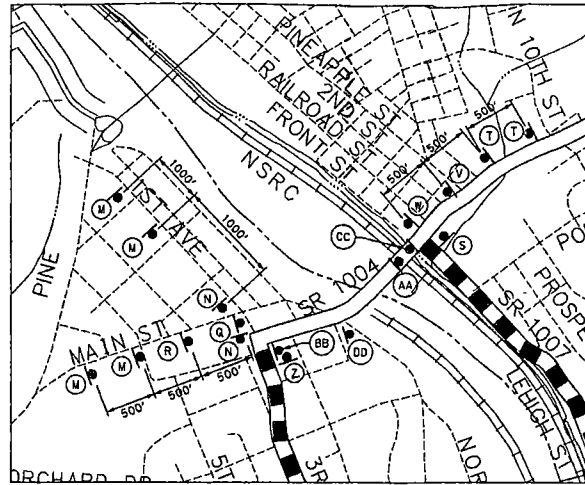 PINEAPPLE ST
2ND ST
RAILROAD ST
FRONT ST
N 10TH ST
500'
500'
500'
T
T
V
W
NSRC
1000'
M
1ST AVE
M
1000'
CC
S
AA
SR 1004
SR 1007
PROSPE
PO
PINE
N
Q
N
MAIN ST.
M
M
R
BB
DD
Z
500'
500'
500'
LEHIGH ST
NOR
5T
3R
ORCHARD DR